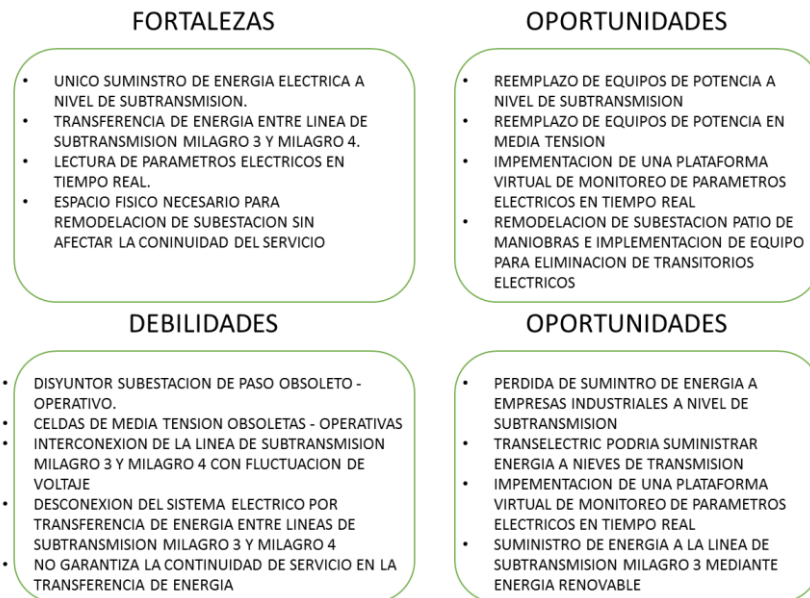 FORTALEZAS
• UNICO SUMINSTRO DE ENERGIA ELECTRICA A
NIVEL DE SUBTRANSMISION.
• TRANSFERENCIA DE ENERGIA ENTRE LINEA DE
SUBTRANSMISION MILAGRO 3 Y MILAGRO 4.
• LECTURA DE PARAMETROS ELECTRICOS EN
TIEMPO REAL.
• ESPACIO FISICO NECESARIO PARA
REMODELACION DE SUBESTACION SIN
AFECTAR LA CONINUIDAD DEL SERVICIO
OPORTUNIDADES
• REEMPLAZO DE EQUIPOS DE POTENCIA A
NIVEL DE SUBTRANSMISION
• REEMPLAZO DE EQUIPOS DE POTENCIA EN
MEDIA TENSION
• IMPEMENTACION DE UNA PLATAFORMA
VIRTUAL DE MONITOREO DE PARAMETROS
ELECTRICOS EN TIEMPO REAL
• REMODELACION DE SUBESTACION PATIO DE
MANIOBRAS E IMPLEMENTACION DE EQUIPO
PARA ELIMINACION DE TRANSITORIOS
ELECTRICOS
DEBILIDADES
• DISYUNTOR SUBESTACION DE PASO OBSOLETO -
OPERATIVO.
• CELDAS DE MEDIA TENSION OBSOLETAS - OPERATIVAS
• INTERCONEXION DE LA LINEA DE SUBTRANSMISION
MILAGRO 3 Y MILAGRO 4 CON FLUCTUACION DE
VOLTAJE
• DESCONEXION DEL SISTEMA ELECTRICO POR
TRANSFERENCIA DE ENERGIA ENTRE LINEAS DE
SUBTRANSMISION MILAGRO 3 Y MILAGRO 4
• NO GARANTIZA LA CONTINUIDAD DE SERVICIO EN LA
TRANSFERENCIA DE ENERGIA
OPORTUNIDADES
• PERDIDA DE SUMINTRO DE ENERGIA A
EMPRESAS INDUSTRIALES A NIVEL DE
SUBTRANSMISION
• TRANSELECTRIC PODRIA SUMINISTRAR
ENERGIA A NIEVES DE TRANSMISION
• IMPEMENTACION DE UNA PLATAFORMA
VIRTUAL DE MONITOREO DE PARAMETROS
ELECTRICOS EN TIEMPO REAL
• SUMINISTRO DE ENERGIA A LA LINEA DE
SUBTRANSMISION MILAGRO 3 MEDIANTE
ENERGIA RENOVABLE